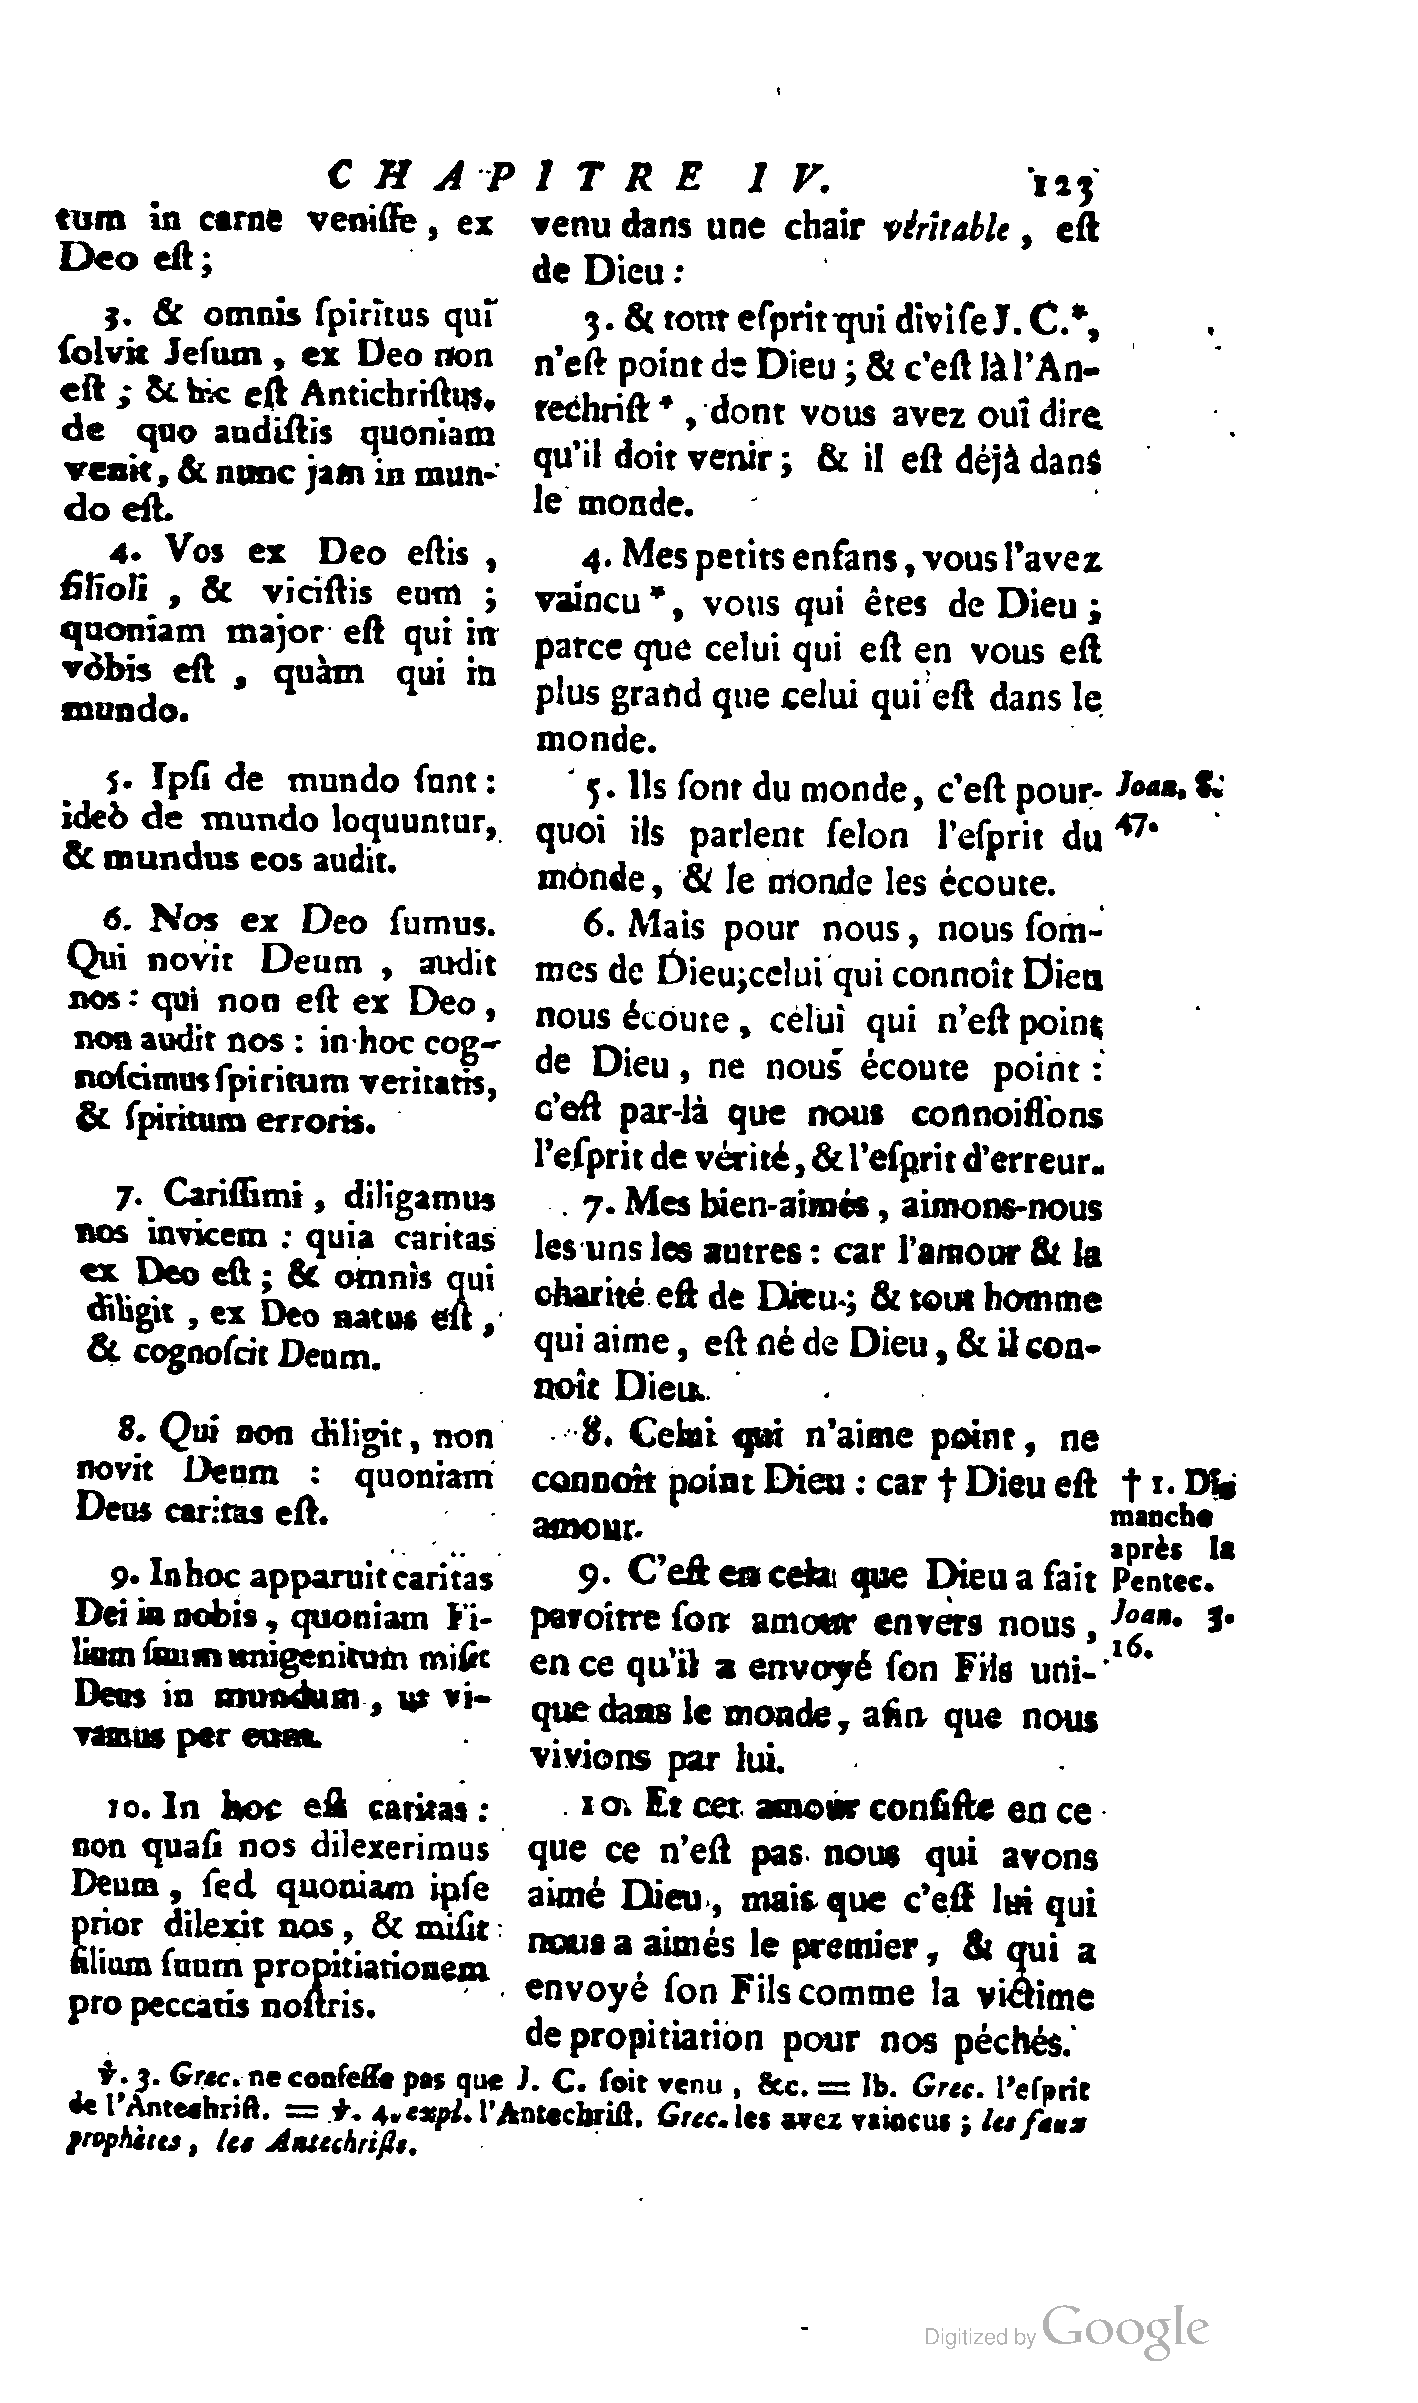 CHAPITRE IV. 123
tum in carne veniſſe, ex
Deo eſt;
3. & omnis ſpiritus qui
ſolvit Jeſum, ex Deo non
eſt; & hic eſt Antichriſtus,
de quo audiſtis quoniam
venit, & nunc jam in mun-
do eſt.
4. Vos ex Deo eſtis,
filioli, & viciſtis eum;
quoniam major eſt qui in
vobis eſt, quàm qui in
mundo.
5. Ipſi de mundo ſunt:
ideò de mundo loquuntur,
& mundus eos audit.
6. Nos ex Deo ſumus.
Qui novit Deum, audit
nos: qui non eſt ex Deo,
non audit nos: in hoc cog-
noſcimus ſpiritum veritatis,
& ſpiritum erroris.
7. Cariſſimi, diligamus
nos invicem: quia caritas
ex Deo eſt; & omnis qui
diligit, ex Deo natus eſt,
& cognoſcit Deum.
8. Qui non diligit, non
novit Deum: quoniam
Deus caritas eſt.
9. In hoc apparuit caritas
Dei in nobis, quoniam Fi-
lium ſuum unigenitum miſit
Deus in mundum, ut vi-
vamus per eum.
10. In hoc eſt caritas:
non quaſi nos dilexerimus
Deum, ſed quoniam ipſe
prior dilexit nos, & miſit
filium ſuum propitiationem
pro peccatis noſtris.
venu dans une chair véritable, eſt
de Dieu:
3. & tout eſprit qui diviſe J. C.*,
n'eſt point de Dieu; & c'eſt là l'An-
techriſt*, dont vous avez ouï dire
qu'il doit venir; & il eſt déjà dans
le monde.
4. Mes petits enfans, vous l'avez
vaincu*, vous qui êtes de Dieu;
parce que celui qui eſt en vous eſt
plus grand que celui qui eſt dans le
monde.
5. Ils ſont du monde, c'eſt pour-
quoi ils parlent ſelon l'eſprit du
monde, & le monde les écoute.
6. Mais pour nous, nous ſom-
mes de Dieu; celui qui connoît Dieu
nous écoute, celui qui n'eſt point
de Dieu, ne nous écoute point:
c'eſt par-là que nous connoiſſons
l'eſprit de vérité, & l'eſprit d'erreur.
7. Mes bien-aimés, aimons-nous
les uns les autres: car l'amour & la
charité eſt de Dieu; & tout homme
qui aime, eſt né de Dieu, & il con-
noît Dieu.
8. Celui qui n'aime point, ne
connoît point Dieu: car † Dieu eſt
amour.
9. C'eſt en cela que Dieu a fait
paroître ſon amour envers nous,
en ce qu'il a envoyé ſon Fils uni-
que dans le monde, afin que nous
vivions par lui.
10. Et cet amour conſiſte en ce
que ce n'eſt pas nous qui avons
aimé Dieu, mais que c'eſt lui qui
nous a aimés le premier, & qui a
envoyé ſon Fils comme la victime
de propitiation pour nos péchés.
Joan. 8.
47.
† 1. Di-
manche
après la
Pentec.
Joan. 3.
16.
℣. 3. Grec. ne confeſſe pas que J. C. ſoit venu, &c. = Ib. Grec. l'eſprit
de l'Antechriſt. = ℣. 4. expl. l'Antechriſt. Grec. les avez vaincus; les faux
prophètes, les Antechriſts.
Digitized by Google